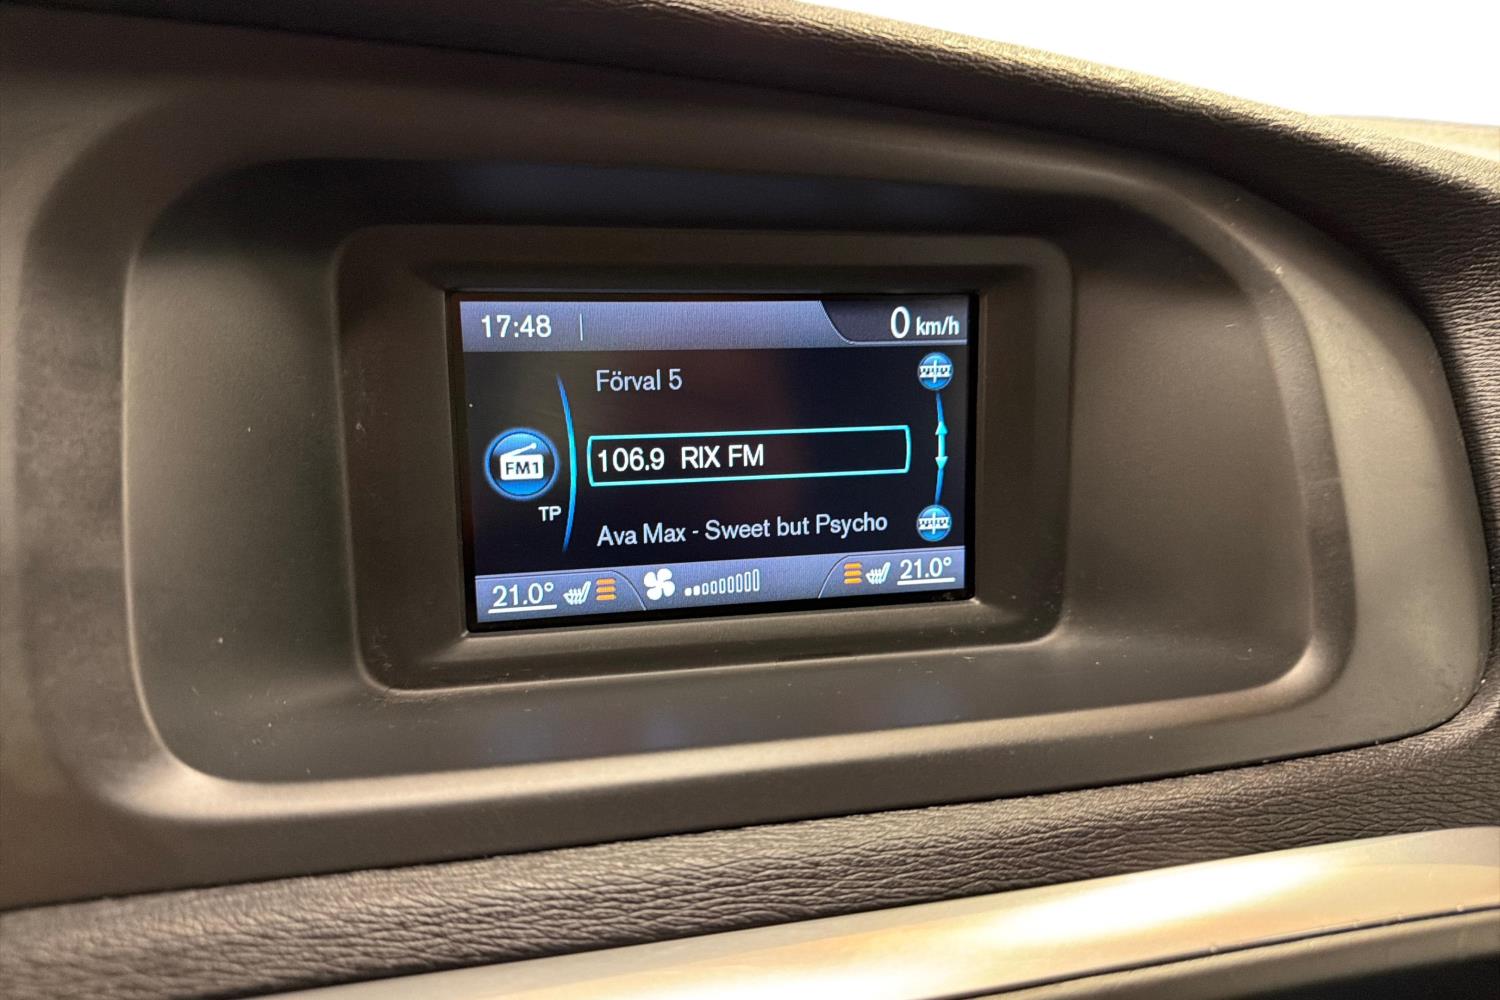 17:48
0 km/h
Förval 5
FM1
106.9 RIX FM
TP
Ava Max - Sweet but Psycho
21.0° 21.0°